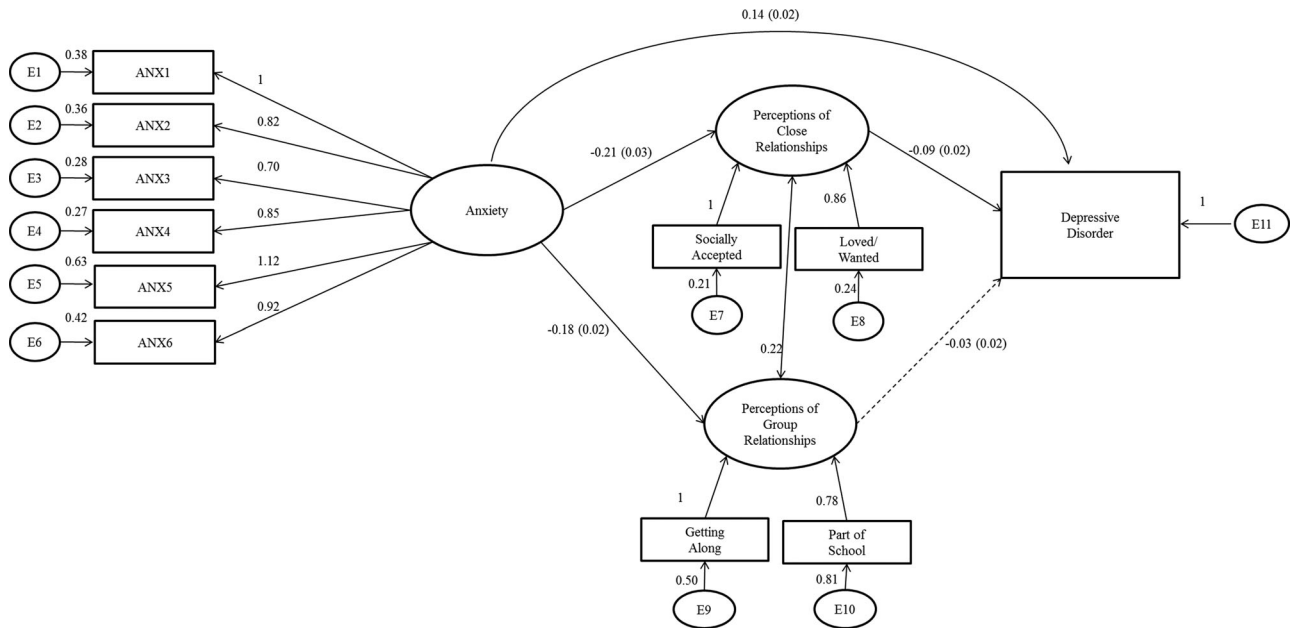 0.14 (0.02)
E1
0.38
ANX1
1
E2
0.36
ANX2
0.82
E3
0.28
ANX3
0.70
E4
0.27
ANX4
0.85
E5
0.63
ANX5
1.12
E6
0.42
ANX6
0.92
Anxiety
-0.21 (0.03)
-0.18 (0.02)
Perceptions of
Close
Relationships
-0.09 (0.02)
1
0.86
Socially
Accepted
Loved/
Wanted
0.21
E7
0.24
E8
0.22
Depressive
Disorder
1
E11
-0.03 (0.02)
Perceptions of
Group
Relationships
1
0.78
Getting
Along
Part of
School
0.50
E9
0.81
E10